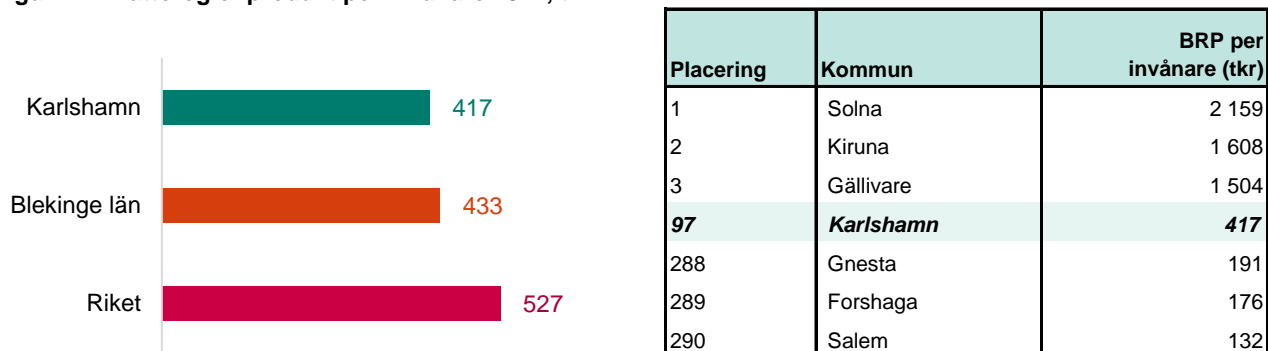 Karlshamn 417
Blekinge län 433
Riket 527
Placering Kommun BRP per invånare (tkr)
1 Solna 2 159
2 Kiruna 1 608
3 Gällivare 1 504
97 Karlshamn 417
288 Gnesta 191
289 Forshaga 176
290 Salem 132